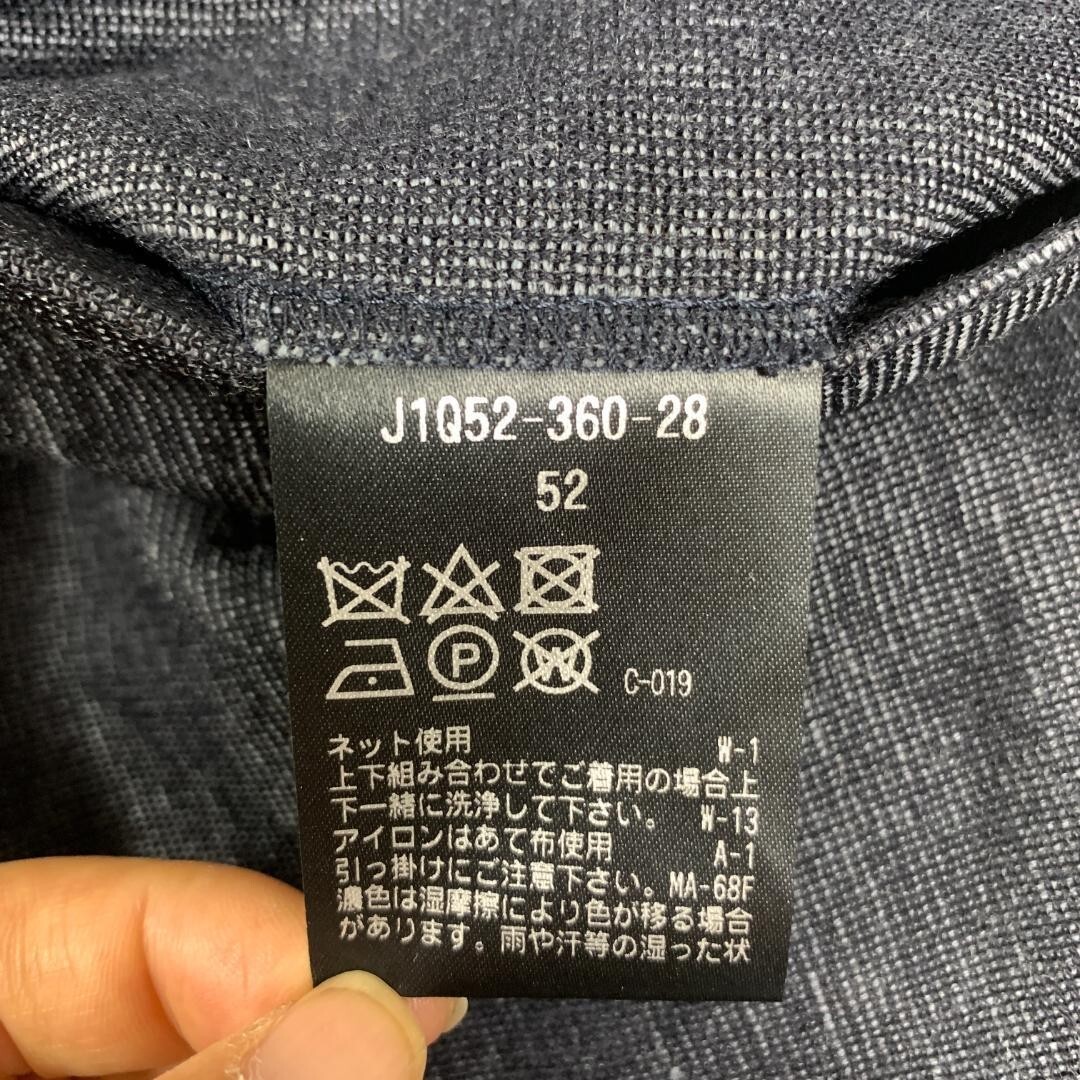 J1Q52-360-28
52
P
W
C-019
ネット使用 W-1
上下組み合わせてご着用の場合上
下一緒に洗浄して下さい。 W-13
アイロンはあて布使用 A-1
引っ掛けにご注意下さい。MA-68F
濃色は湿摩擦により色が移る場合
があります。雨や汗等の湿った状